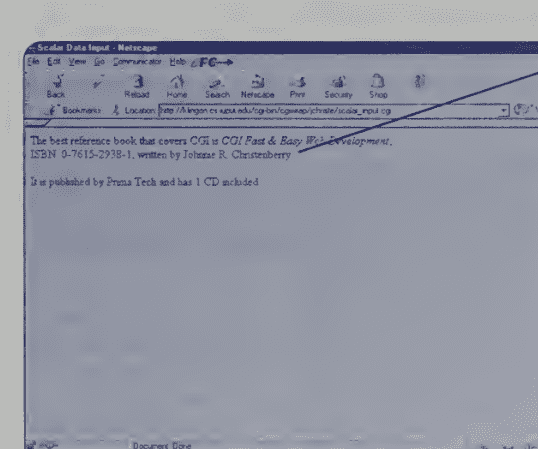 Scalar Data Input - Netscape
File Edit View Go Communicator Help
Back Reload Home Search Netscape Print Security Shop
Bookmarks Location:
The best reference book that covers CGI is CGI Fast & Easy Web Development,
ISBN 0-7615-2938-1, written by Johnnie R. Christenberry
It is published by Prima Tech and has 1 CD included
Document Done